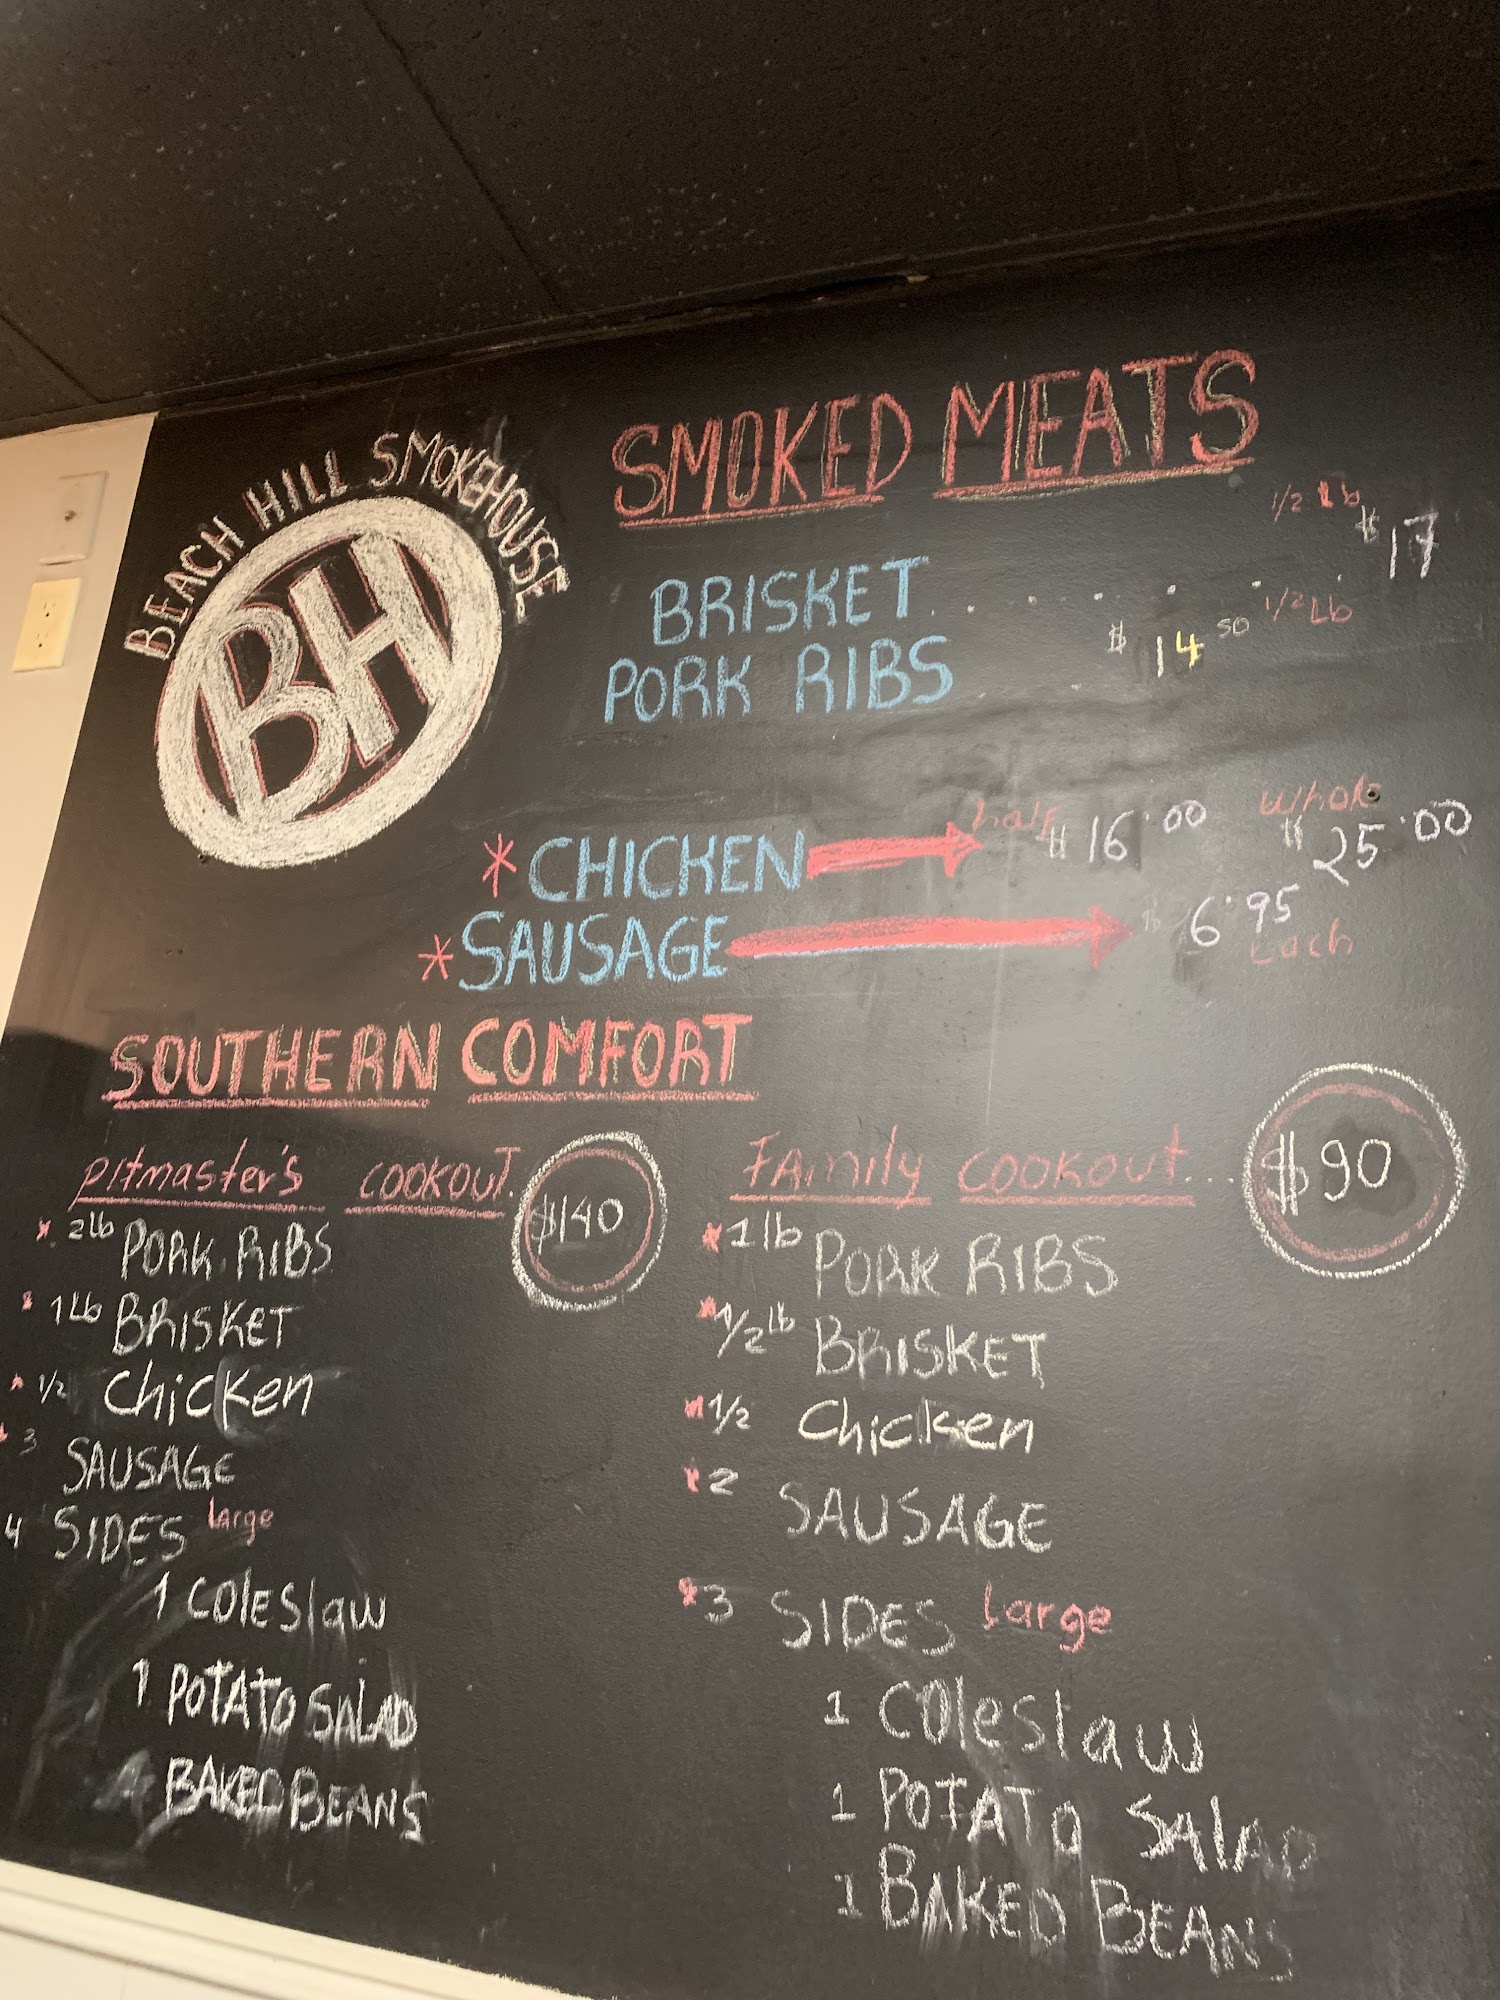 BEACH HILL SMOKEHOUSE
BH
SMOKED MEATS
1/2 Lb
BRISKET . . . . . . . . $17
PORK RIBS . . . . $14 50 1/2 Lb
* CHICKEN half $16.00 whole $25.00
* SAUSAGE $6.95 Each
SOUTHERN COMFORT
Pitmaster's COOKOUT. $140
* 2lb PORK RIBS
* 1Lb BRISKET
* 1/2 Chicken
* 3 SAUSAGE
4 SIDES Large
1 Coleslaw
1 POTATO SALAD
BAKED BEANS
FAmily COOKOUT... $90
* 1lb PORK RIBS
* 1/2 lb BRISKET
* 1/2 Chicken
* 2 SAUSAGE
* 3 SIDES Large
1 Coleslaw
1 POTATO SALAD
1 BAKED BEANS